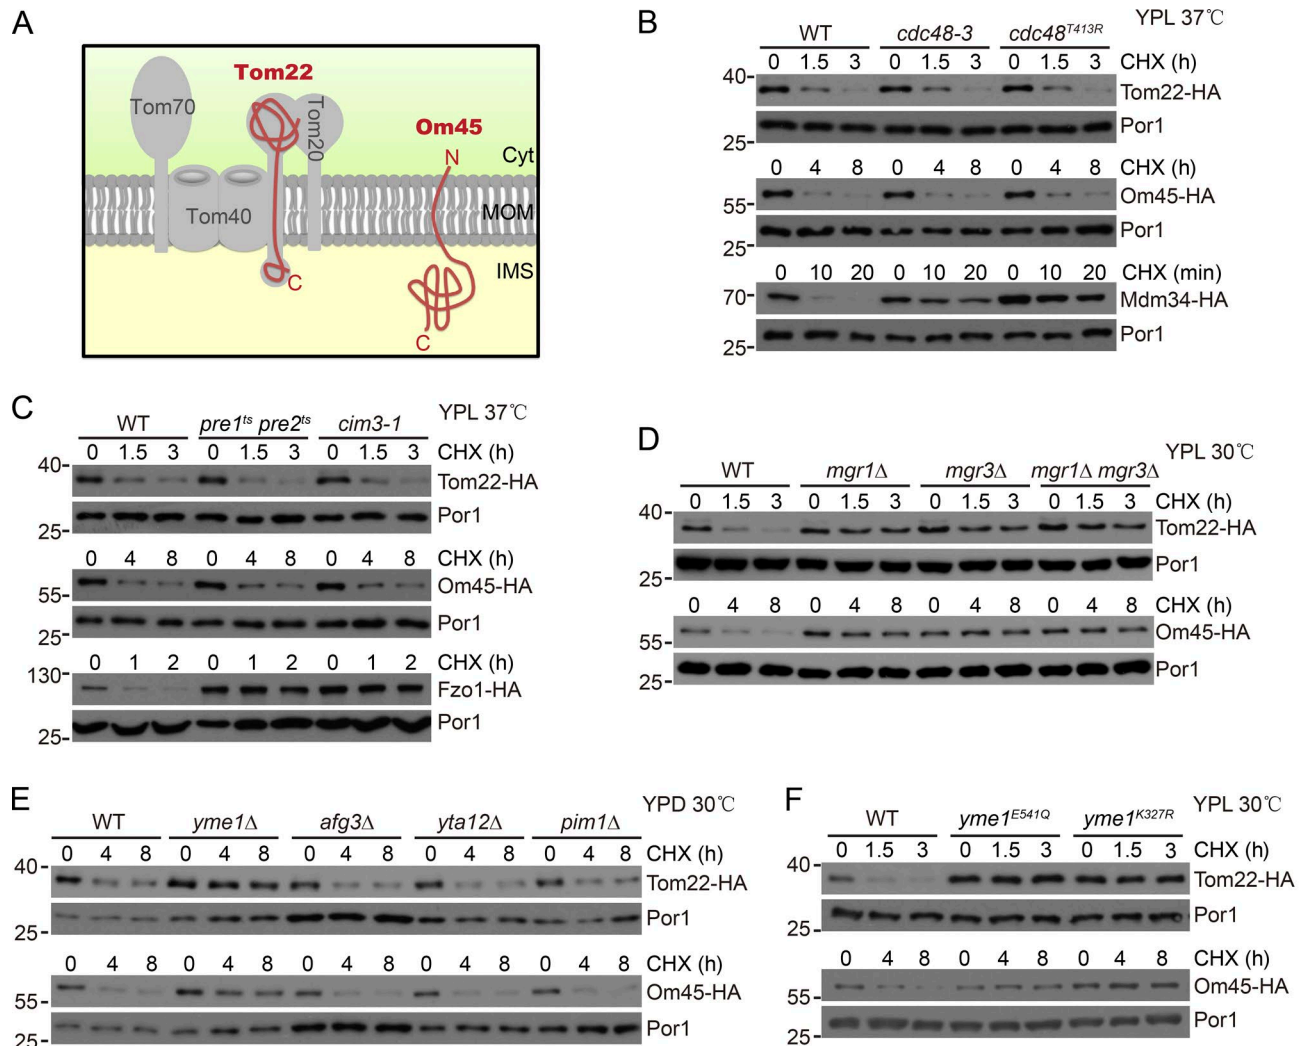 A
Tom22
Tom70
Tom20
Om45
N
Cyt
Tom40
MOM
IMS
C
C
B
YPL 37℃
WT cdc48-3 cdc48T413R
0 1.5 3 0 1.5 3 0 1.5 3 CHX (h)
40
Tom22-HA
Por1
25
0 4 8 0 4 8 0 4 8 CHX (h)
Om45-HA
55
Por1
25
0 10 20 0 10 20 0 10 20 CHX (min)
70
Mdm34-HA
Por1
25
C
YPL 37℃
WT pre1ts pre2ts cim3-1
0 1.5 3 0 1.5 3 0 1.5 3 CHX (h)
40
Tom22-HA
Por1
25
0 4 8 0 4 8 0 4 8 CHX (h)
Om45-HA
55
Por1
25
0 1 2 0 1 2 0 1 2 CHX (h)
130
Fzo1-HA
Por1
25
D
YPL 30℃
WT mgr1Δ mgr3Δ mgr1Δ mgr3Δ
0 1.5 3 0 1.5 3 0 1.5 3 0 1.5 3 CHX (h)
40
Tom22-HA
Por1
25
0 4 8 0 4 8 0 4 8 0 4 8 CHX (h)
Om45-HA
55
Por1
25
E
YPD 30℃
WT yme1Δ afg3Δ yta12Δ pim1Δ
0 4 8 0 4 8 0 4 8 0 4 8 0 4 8 CHX (h)
40
Tom22-HA
Por1
25
0 4 8 0 4 8 0 4 8 0 4 8 0 4 8 CHX (h)
Om45-HA
55
Por1
25
F
YPL 30℃
WT yme1E541Q yme1K327R
0 1.5 3 0 1.5 3 0 1.5 3 CHX (h)
40
Tom22-HA
Por1
25
0 4 8 0 4 8 0 4 8 CHX (h)
Om45-HA
55
Por1
25